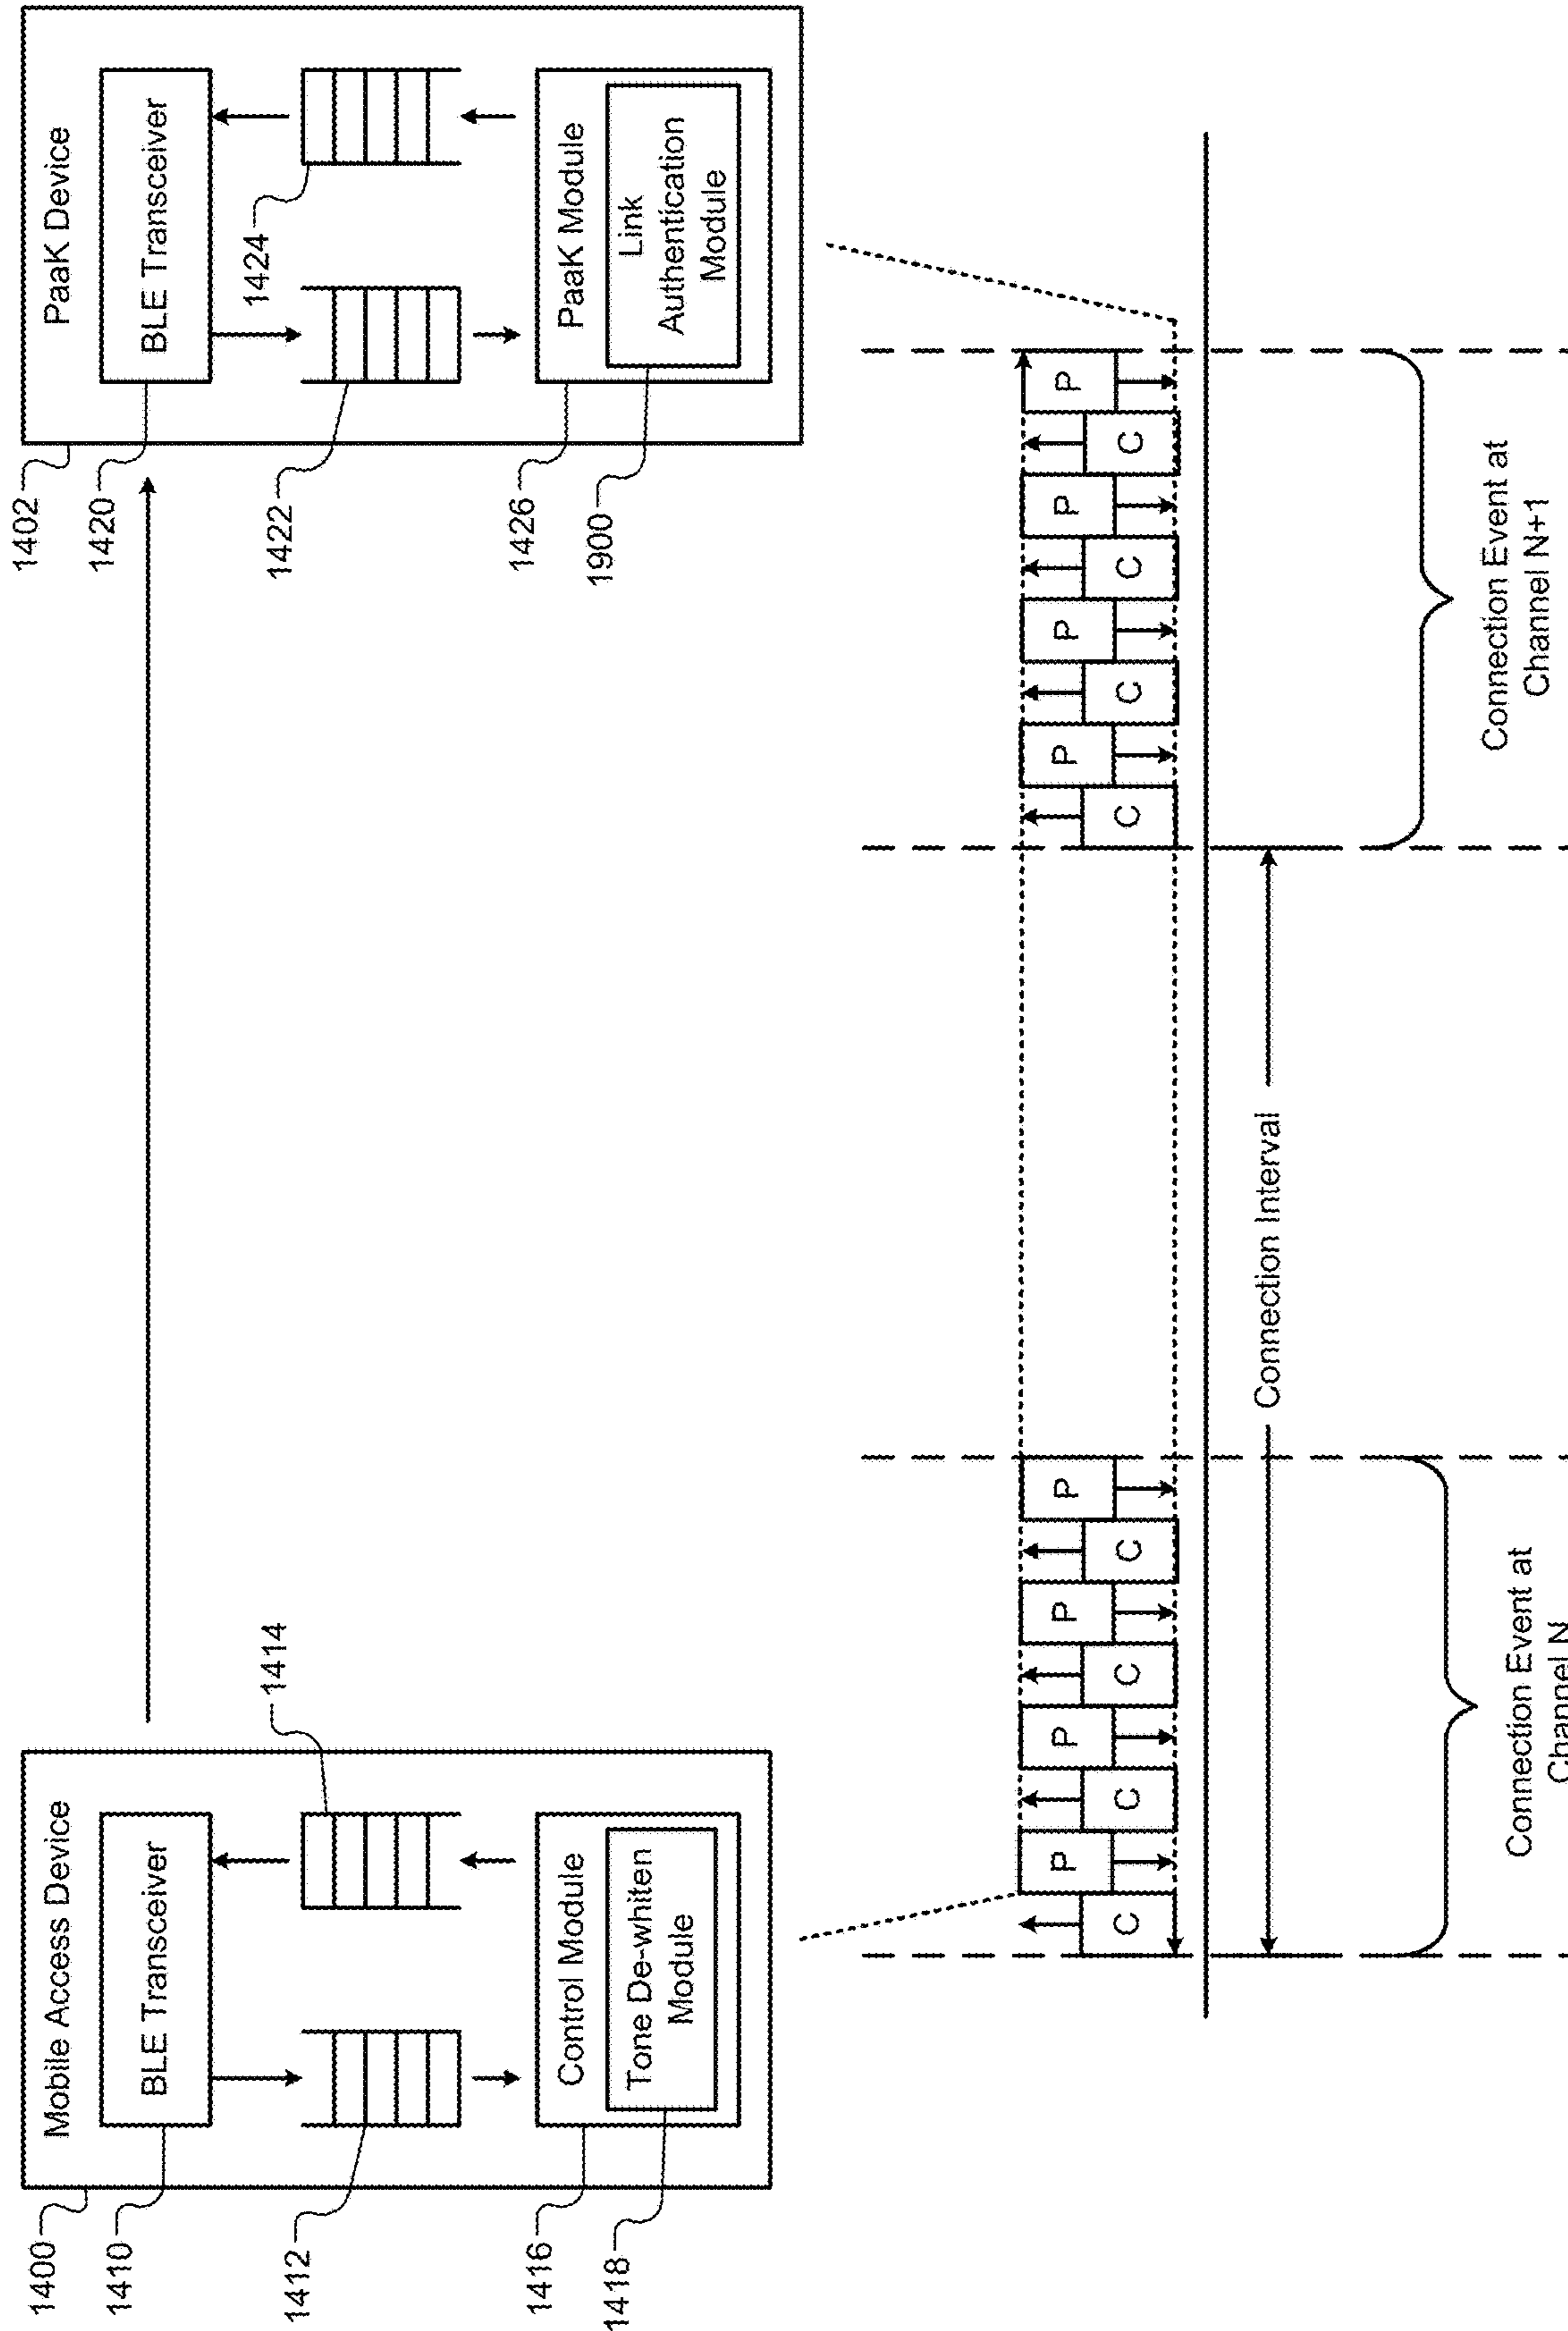 1400
Mobile Access Device
1410
BLE Transceiver
1412
1414
1416
Control Module
1418
Tone De-whiten
Module
1402
PaaK Device
1420
BLE Transceiver
1422
1424
1426
PaaK Module
1900
Link
Authentication
Module
C
P
C
P
C
P
C
P
C
P
C
P
C
P
C
P
Connection Interval
Connection Event at
Channel N
Connection Event at
Channel N+1